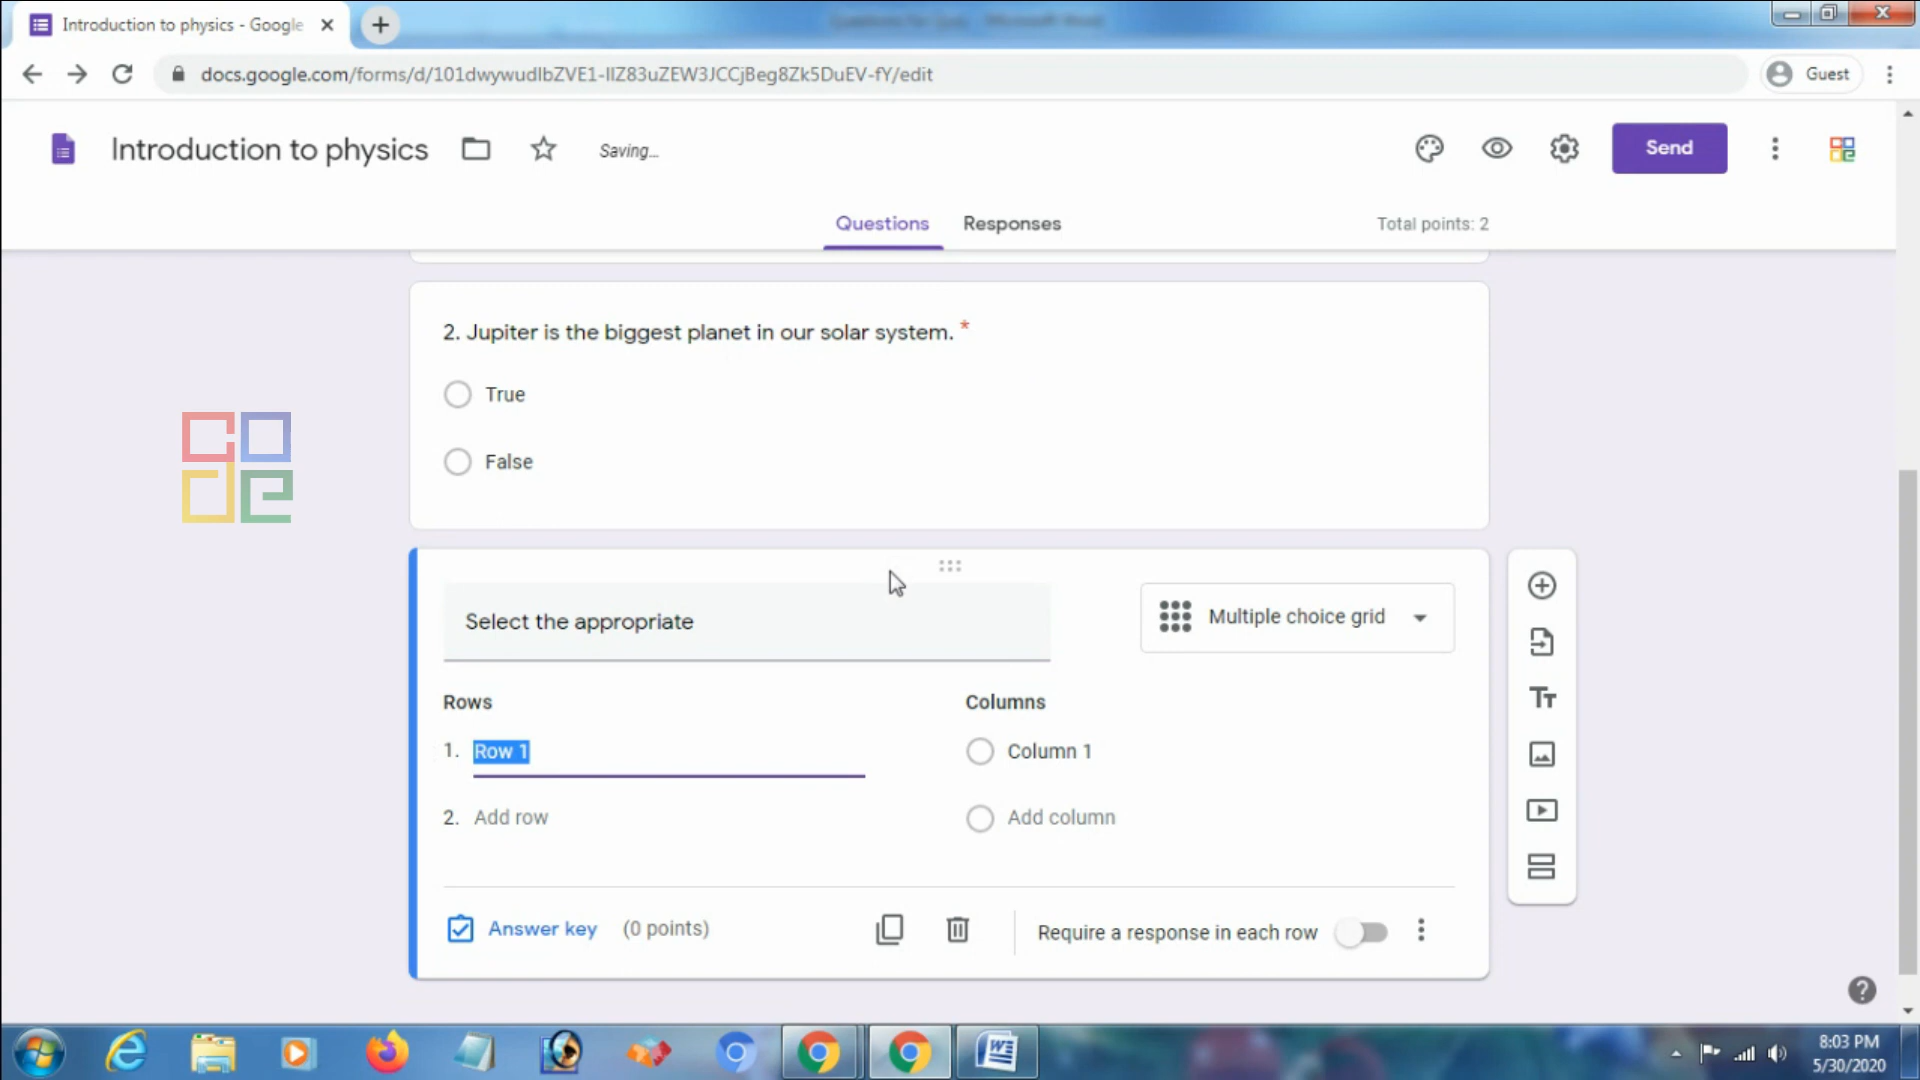 Introduction to physics - Google
docs.google.com/forms/d/101dwywudlbZVE1-IIZ83uZEW3JCCjBeg8Zk5DuEV-fY/edit
Guest
Introduction to physics
Saving...
Send
Questions
Responses
Total points: 2
2. Jupiter is the biggest planet in our solar system. *
True
False
code
Select the appropriate
Multiple choice grid
Rows
Columns
1. Row 1
Column 1
2. Add row
Add column
Answer key (0 points)
Require a response in each row
8:03 PM
5/30/2020